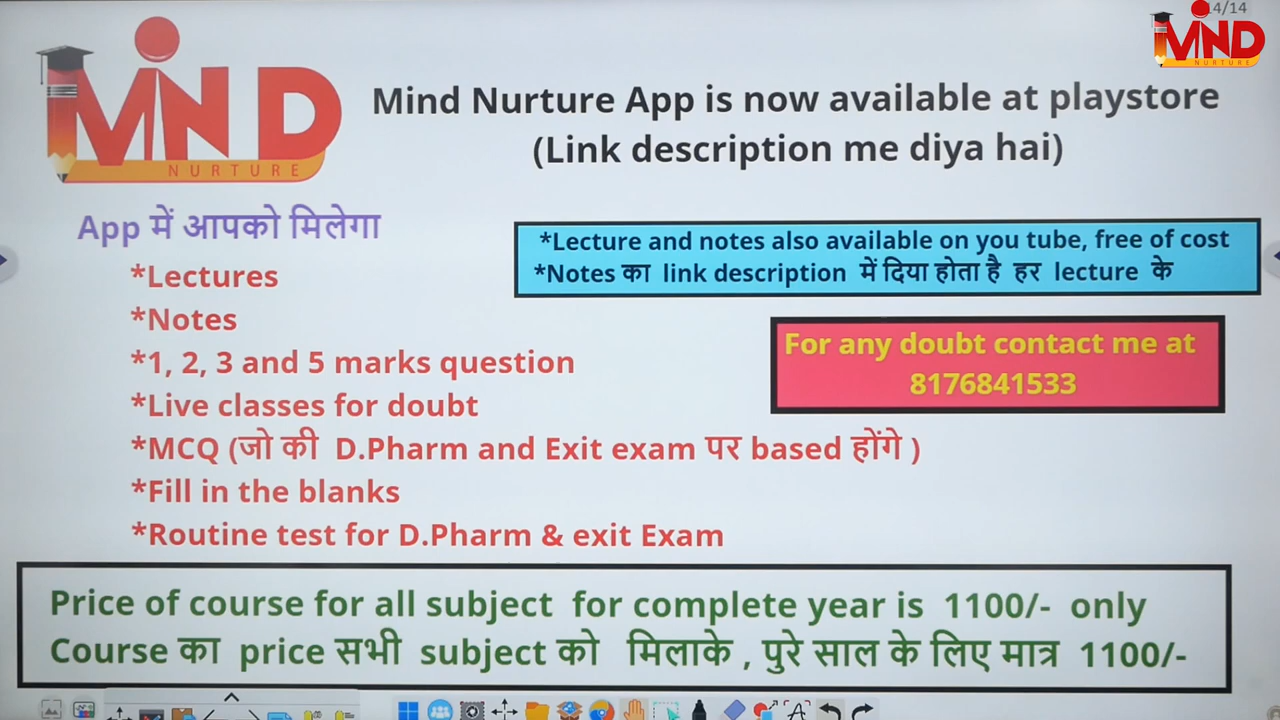 14/14
MIND
NURTURE
MIND
NURTURE
Mind Nurture App is now available at playstore
(Link description me diya hai)
App में आपको मिलेगा
*Lectures
*Notes
*1, 2, 3 and 5 marks question
*Live classes for doubt
*MCQ (जो की D.Pharm and Exit exam पर based होंगे )
*Fill in the blanks
*Routine test for D.Pharm & exit Exam
*Lecture and notes also available on you tube, free of cost
*Notes का link description में दिया होता है हर lecture के
For any doubt contact me at
8176841533
Price of course for all subject for complete year is 1100/- only
Course का price सभी subject को मिलाके , पुरे साल के लिए मात्र 1100/-